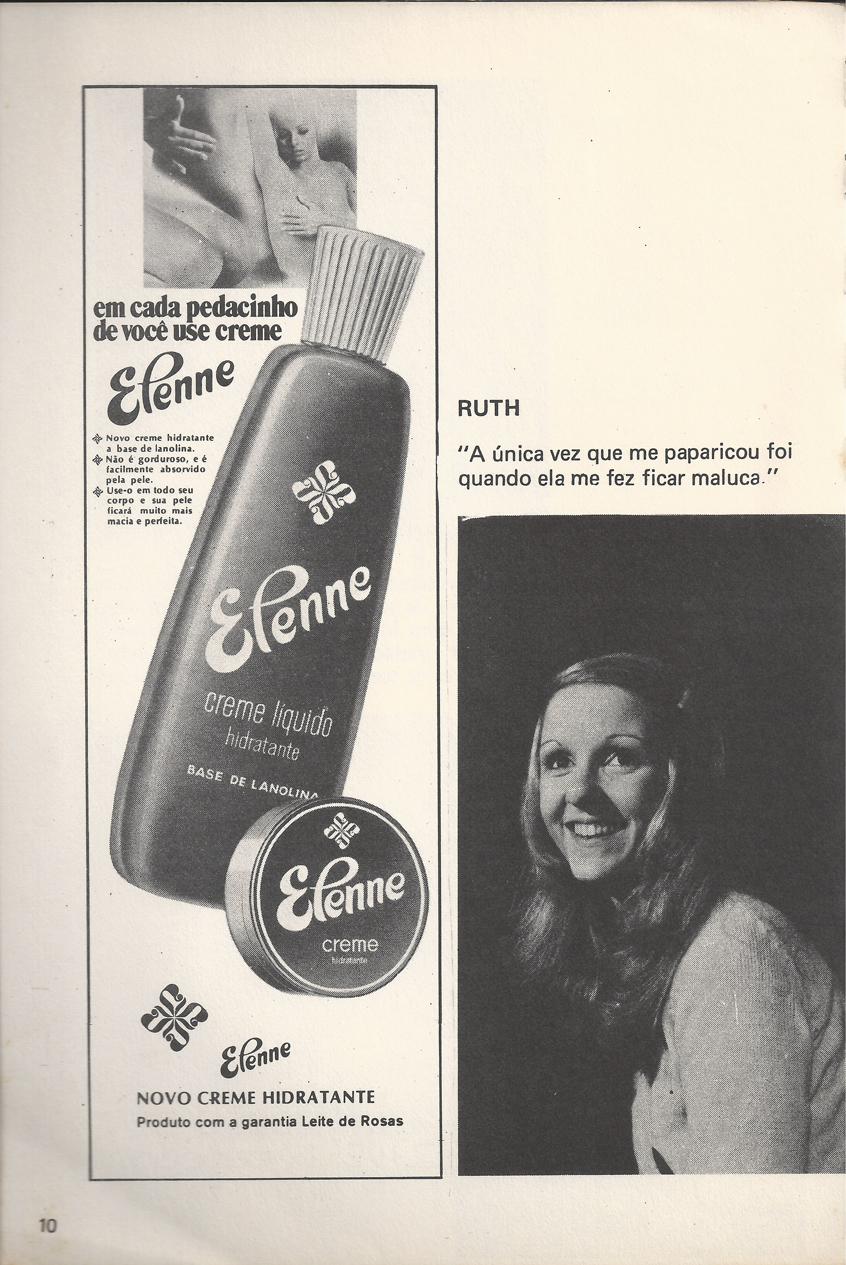 em cada pedacinho
de você use creme
Elenne
Novo creme hidratante
a base de lanolina.
Não é gorduroso, e é
facilmente absorvido
pela pele.
Use-o em todo seu
corpo e sua pele
ficará muito mais
macia e perfeita.
Elenne
creme líquido
hidratante
BASE DE LANOLINA
Elenne
creme
hidratante
Elenne
NOVO CREME HIDRATANTE
Produto com a garantia Leite de Rosas
RUTH
"A única vez que me paparicou foi
quando ela me fez ficar maluca."
10